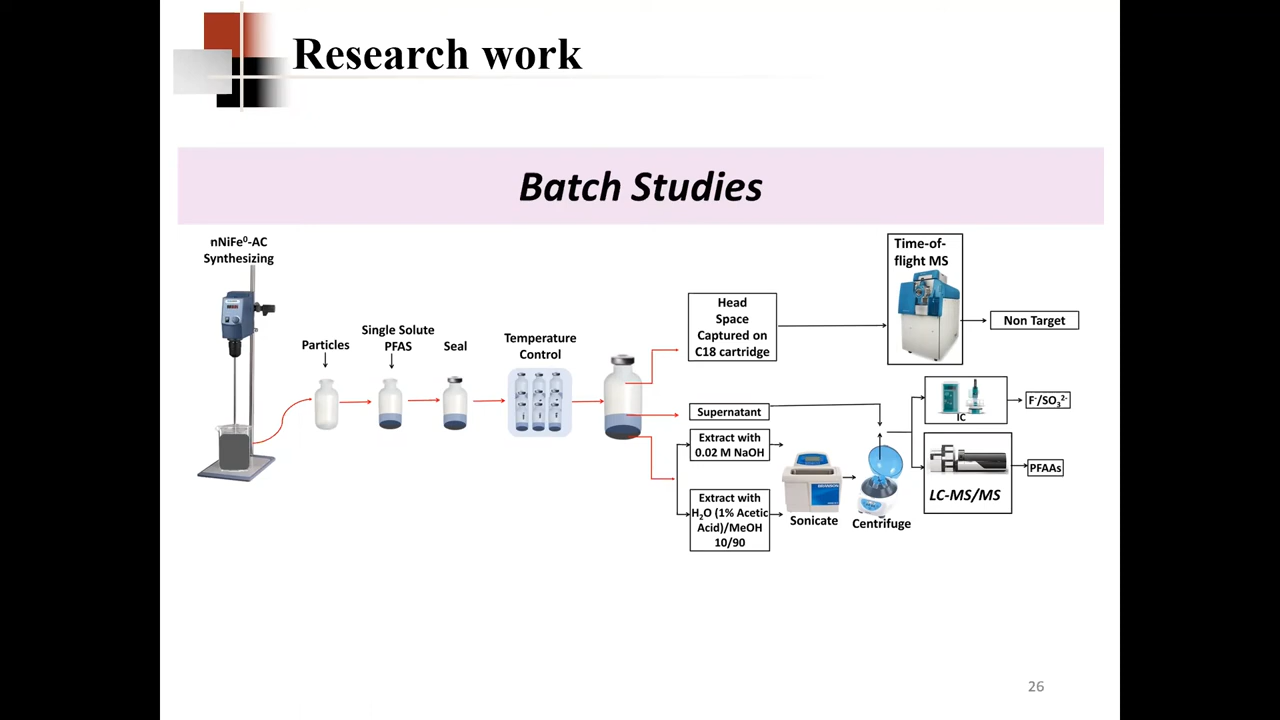 Research work
Batch Studies
nNiFe⁰-AC
Synthesizing
Particles
Single Solute
PFAS
Seal
Temperature
Control
Head
Space
Captured on
C18 cartridge
Time-of-
flight MS
Non Target
Supernatant
Extract with
0.02 M NaOH
Extract with
H₂O (1% Acetic
Acid)/MeOH
10/90
Sonicate
Centrifuge
IC
F⁻/SO₃²⁻
LC-MS/MS
PFAAs
26